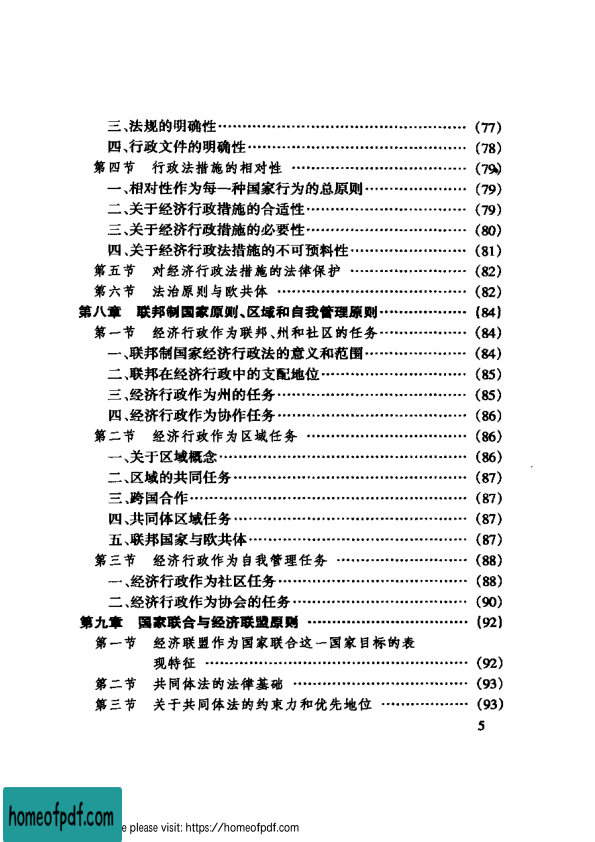 三、法规的明确性………………………………………… (77)
四、行政文件的明确性…………………………………… (78)
第四节 行政法措施的相对性 ………………………… (79)
一、相对性作为每一种国家行为的总原则……………… (79)
二、关于经济行政措施的合适性………………………… (79)
三、关于经济行政措施的必要性………………………… (80)
四、关于经济行政法措施的不可预料性………………… (81)
第五节 对经济行政法措施的法律保护 ……………… (82)
第六节 法治原则与欧共体 …………………………… (82)
第八章 联邦制国家原则、区域和自我管理原则…………… (84)
第一节 经济行政作为联邦、州和社区的任务…………… (84)
一、联邦制国家经济行政法的意义和范围……………… (84)
二、联邦在经济行政中的支配地位……………………… (85)
三、经济行政作为州的任务……………………………… (85)
四、经济行政作为协作任务……………………………… (86)
第二节 经济行政作为区域任务 ……………………… (86)
一、关于区域概念………………………………………… (86)
二、区域的共同任务……………………………………… (87)
三、跨国合作……………………………………………… (87)
四、共同体区域任务……………………………………… (87)
五、联邦国家与欧共体…………………………………… (87)
第三节 经济行政作为自我管理任务 ………………… (88)
一、经济行政作为社区任务……………………………… (88)
二、经济行政作为协会的任务…………………………… (90)
第九章 国家联合与经济联盟原则 ……………………… (92)
第一节 经济联盟作为国家联合这一国家目标的表
现特征 ………………………………………… (92)
第二节 共同体法的法律基础 ………………………… (93)
第三节 关于共同体法的约束力和优先地位 ………… (93)
5
homeofpdf.com
e please visit: https://homeofpdf.com